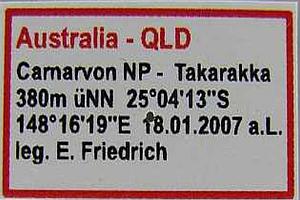 Australia - QLD
Carnarvon NP - Takarakka
380m üNN 25°04'13"S
148°16'19"E 18.01.2007 a.L.
leg. E. Friedrich